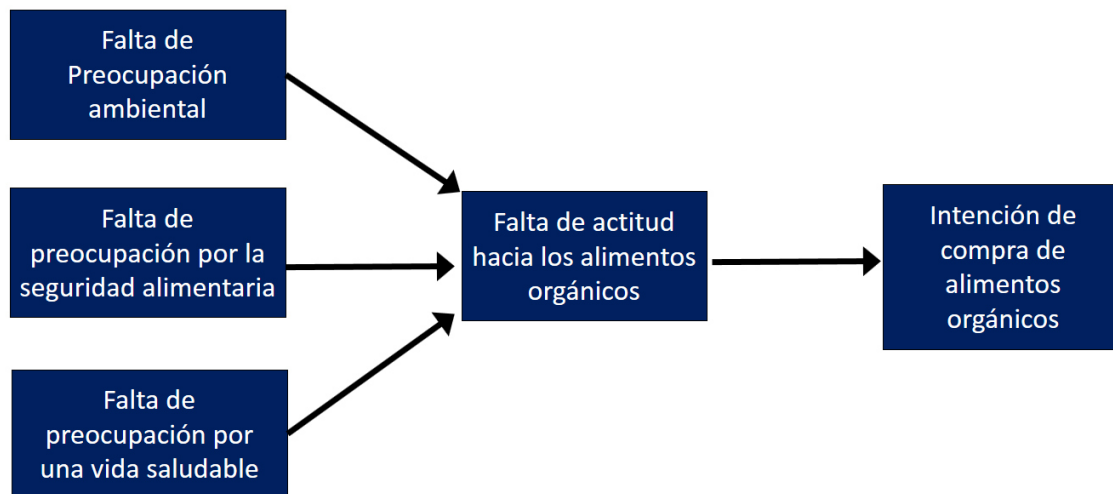 Falta de
Preocupación
ambiental
Falta de
preocupación por la
seguridad alimentaria
Falta de
preocupación por
una vida saludable
Falta de actitud
hacia los alimentos
orgánicos
Intención de
compra de
alimentos
orgánicos